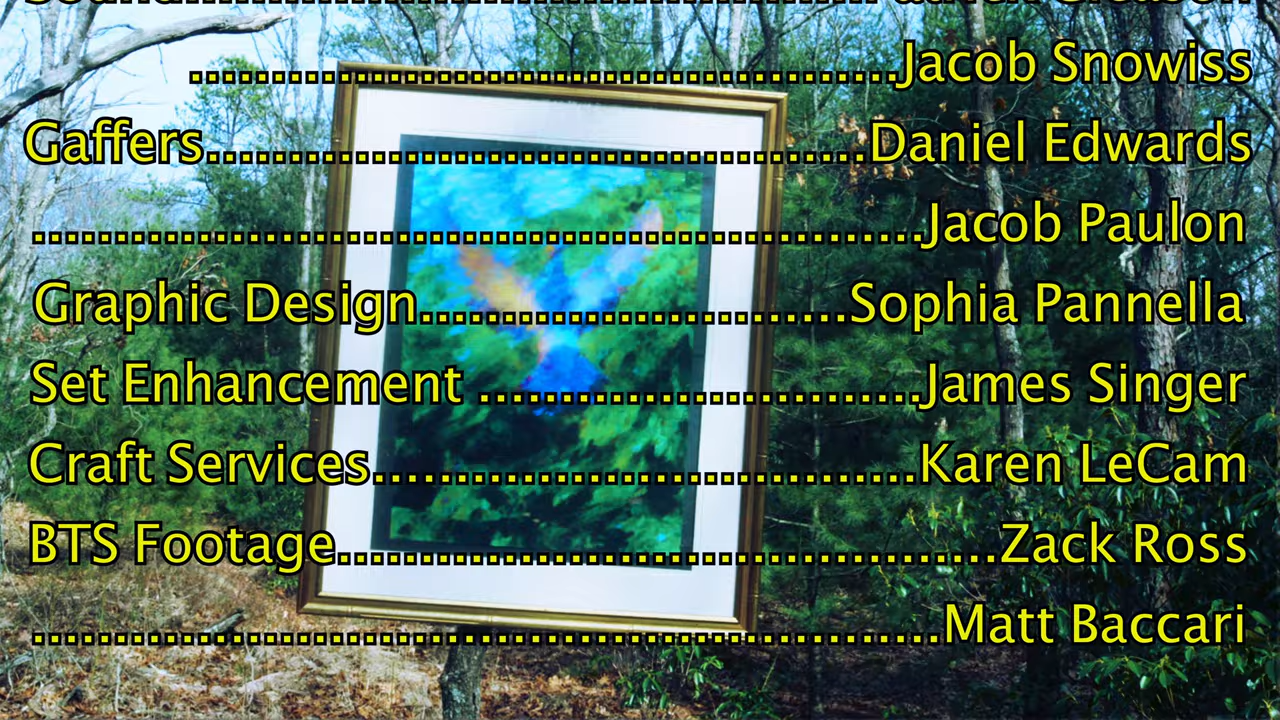 .............................................Jacob Snowiss
Gaffers..........................................Daniel Edwards
.........................................................Jacob Paulon
Graphic Design...........................Sophia Pannella
Set Enhancement ............................James Singer
Craft Services...................................Karen LeCam
BTS Footage..........................................Zack Ross
..........................................................Matt Baccari